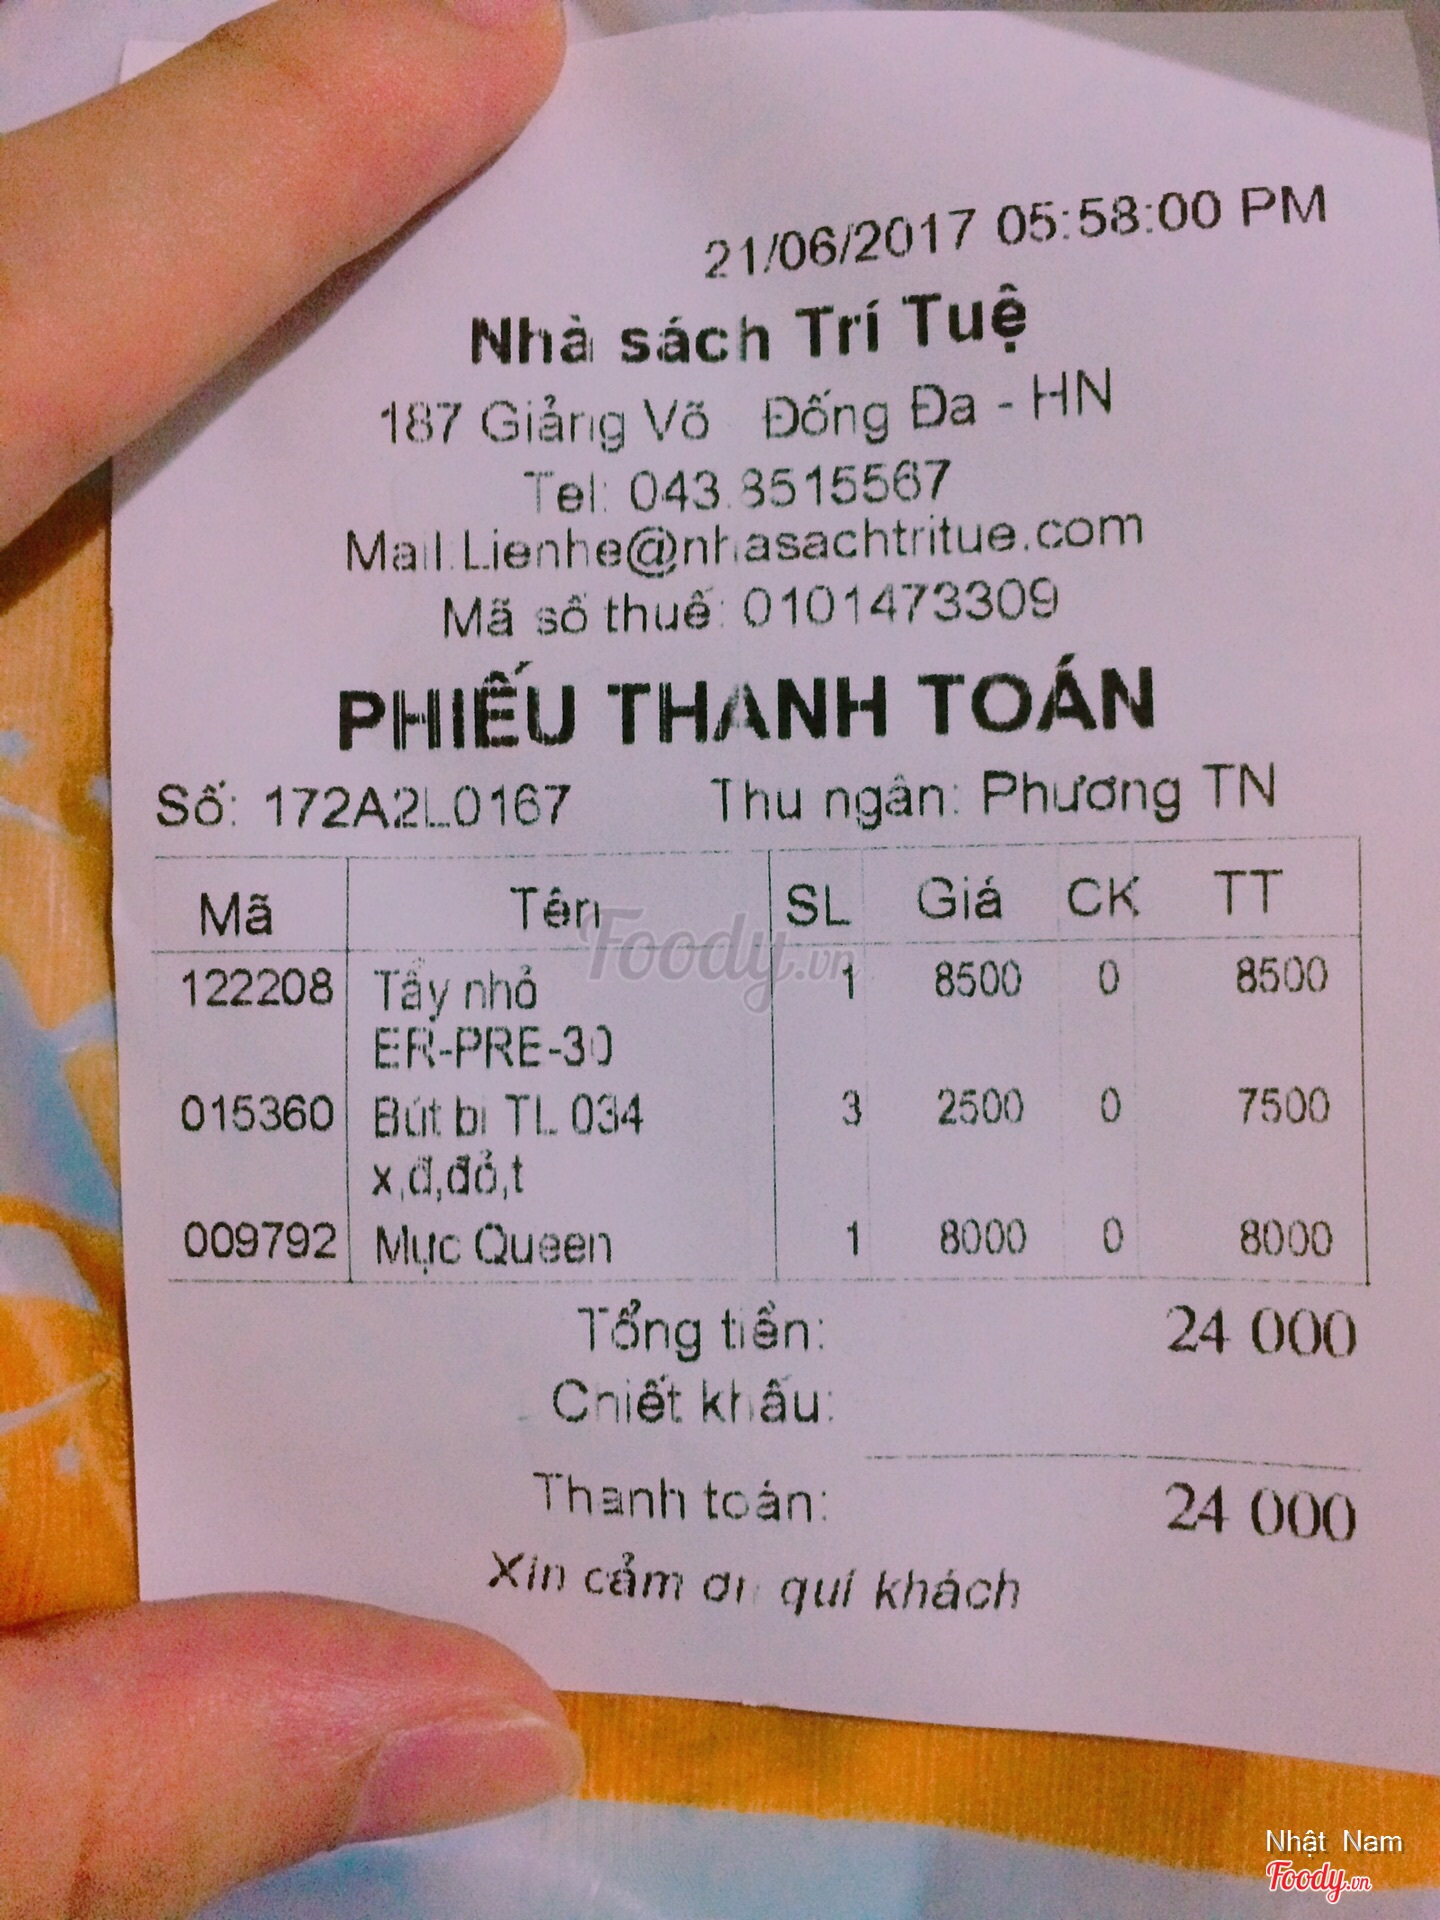 21/06/2017 05:58:00 PM
Nhà sách Trí Tuệ
187 Giảng Võ Đống Đa - HN
Tel: 043.8515567
Mail:Lienhe@nhasachtritue.com
Mã số thuế: 0101473309
PHIẾU THANH TOÁN
Số: 172A2L0167 Thu ngân: Phương TN
Mã Tên SL Giá CK TT
122208 Tẩy nhỏ 1 8500 0 8500
ER-PRE-30
015360 Bút bi TL 034 3 2500 0 7500
x,đ,đỏ,t
009792 Mực Queen 1 8000 0 8000
Tổng tiền: 24 000
Chiết khấu:
Thanh toán: 24 000
Xin cảm ơn quí khách
Foody.vn
Nhật Nam
Foody.vn